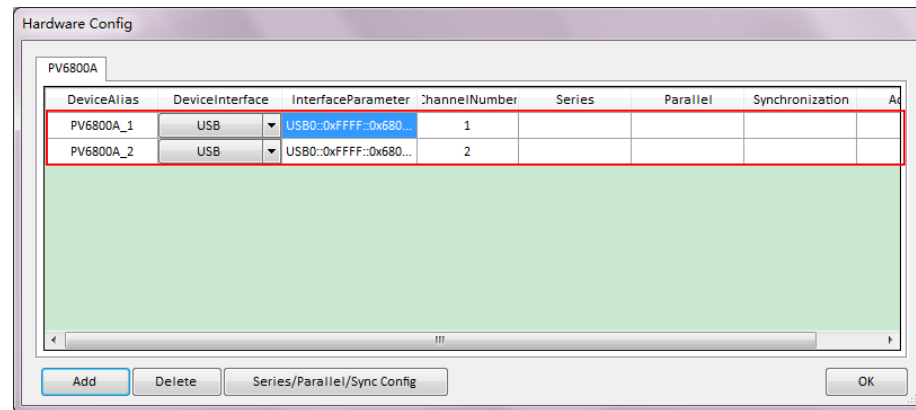 Hardware Config
PV6800A
DeviceAlias DeviceInterface InterfaceParameter ChannelNumber Series Parallel Synchronization Ad
PV6800A_1 USB USB0::0xFFFF::0x680... 1
PV6800A_2 USB USB0::0xFFFF::0x680... 2
Add Delete Series/Parallel/Sync Config OK